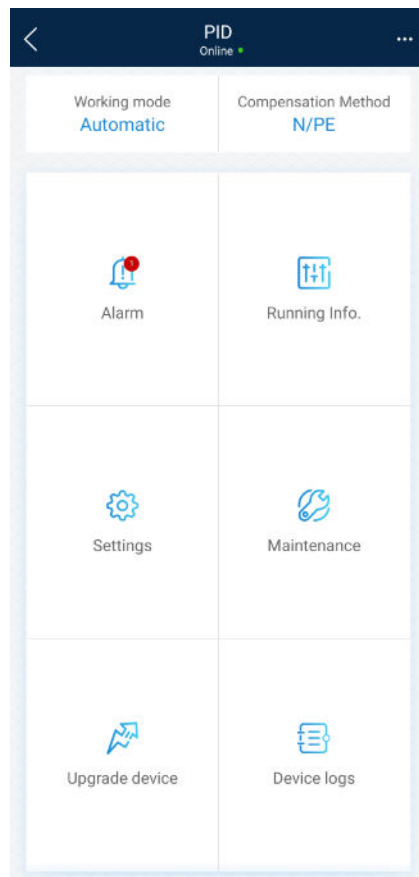 PID
Online
Working mode
Compensation Method
Automatic
N/PE
1
Alarm
Running Info.
Settings
Maintenance
Upgrade device
Device logs